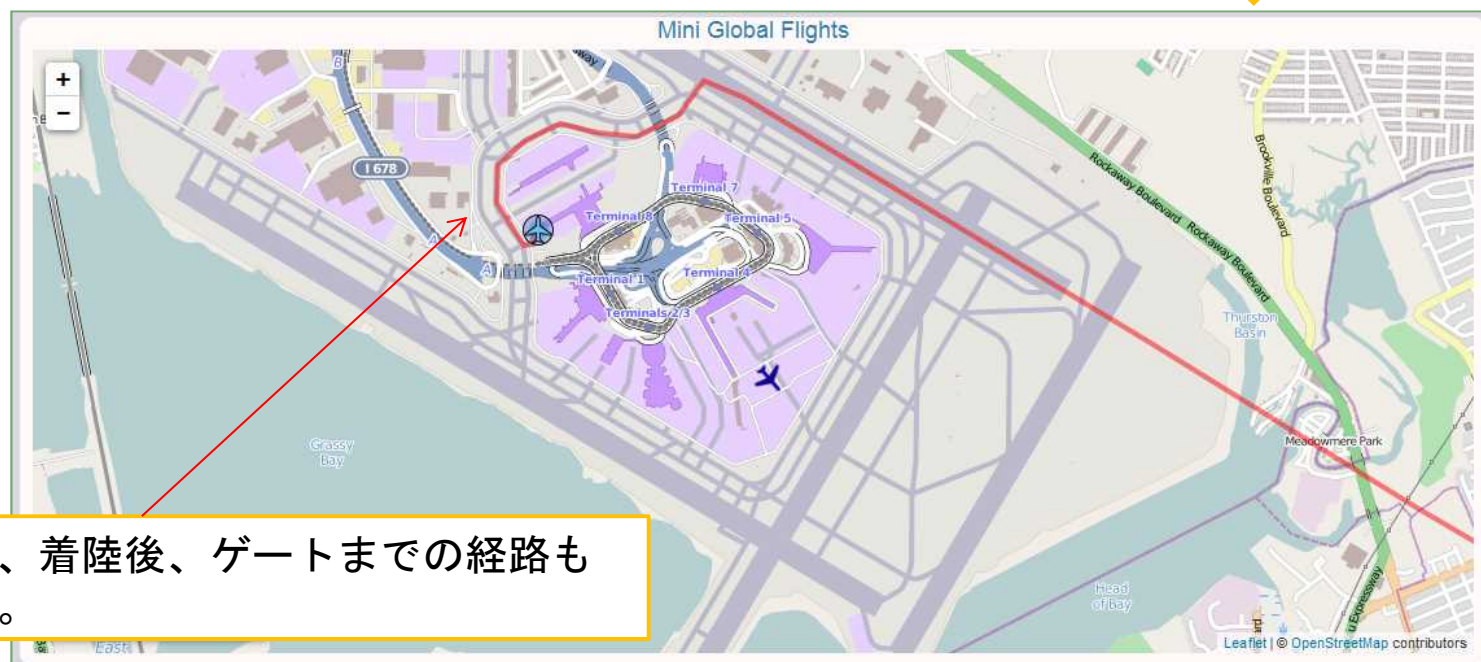 Mini Global Flights
+
−
B
I 678
Terminal 7
Terminal 8
Terminal 5
A
A
Terminal 1
Terminal 4
Terminals 2/3
Rockaway Boulevard
Rockaway Boulevard
Brookville Boulevard
Thurston
Basin
Meadowmere Park
Grassy
Bay
Head
of Bay
u Expressway
East
、着陸後、ゲートまでの経路も
。
Leaflet | © OpenStreetMap contributors